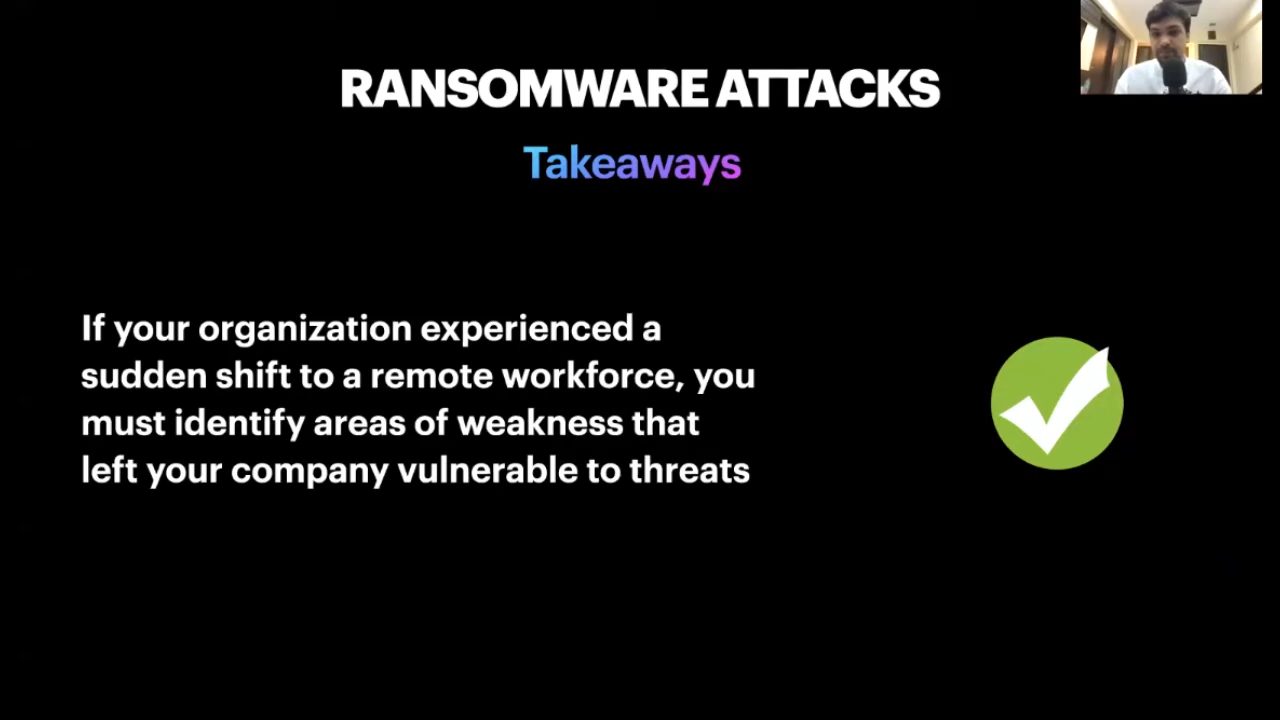 RANSOMWARE ATTACKS
Takeaways
If your organization experienced a
sudden shift to a remote workforce, you
must identify areas of weakness that
left your company vulnerable to threats